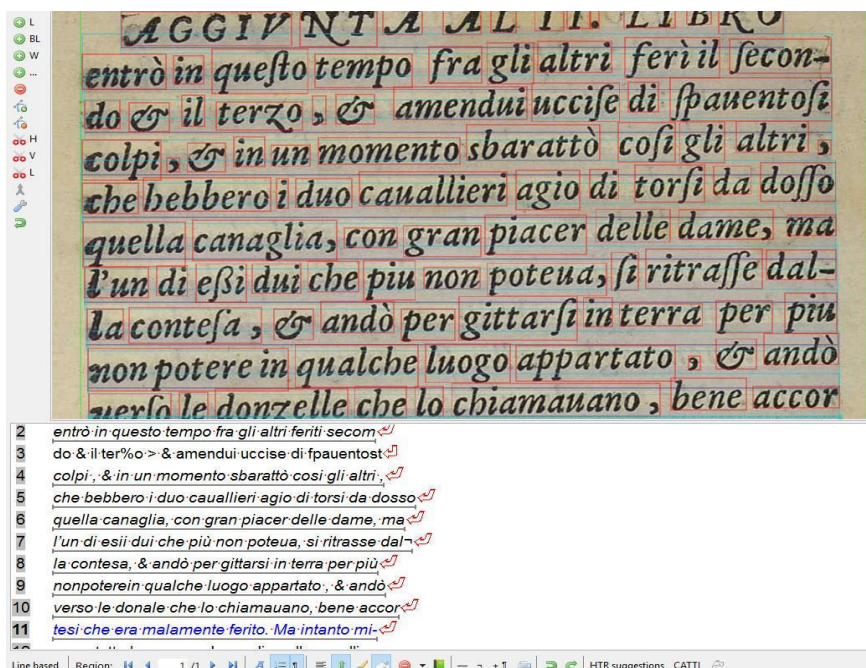 L
BL
W
...
H
V
L
AGGIVNTA AL II. LIBRO
entrò in queſto tempo fra gli altri ferì il ſecon-
do & il terzo, & amendui ucciſe di ſpauentoſi
colpi, & in un momento sbarattò coſi gli altri,
che hebbero i duo cauallieri agio di torſi da doſſo
quella canaglia, con gran piacer delle dame, ma
l'un di eßi dui che piu non poteua, ſi ritraſſe dal-
la conteſa, & andò per gittarſi in terra per piu
non potere in qualche luogo appartato, & andò
uerſo le donzelle che lo chiamauano, bene accor
2 entrò in questo tempo fra gli altri feriti secom
3 do & il ter%o > & amendui uccise di fpauentost
4 colpi, & in un momento sbarattò cosi gli altri,
5 che bebbero i duo cauallieri agio di torsi da dosso
6 quella canaglia, con gran piacer delle dame, ma
7 l'un di esii dui che più non poteua, si ritrasse dal¬
8 la contesa, & andò per gittarsi in terra per più
9 nonpoterein qualche luogo appartato, & andò
10 verso le donale che lo chiamauano, bene accor
11 tesi che era malamente ferito. Ma intanto mi-
Line based Region: 1 /1 HTR suggestions CATTI